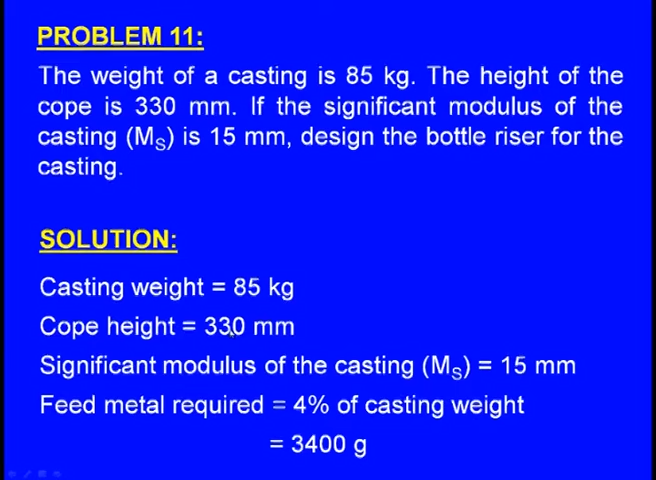 PROBLEM 11:
The weight of a casting is 85 kg. The height of the
cope is 330 mm. If the significant modulus of the
casting (MS) is 15 mm, design the bottle riser for the
casting.
SOLUTION:
Casting weight = 85 kg
Cope height = 330 mm
Significant modulus of the casting (MS) = 15 mm
Feed metal required = 4% of casting weight
= 3400 g